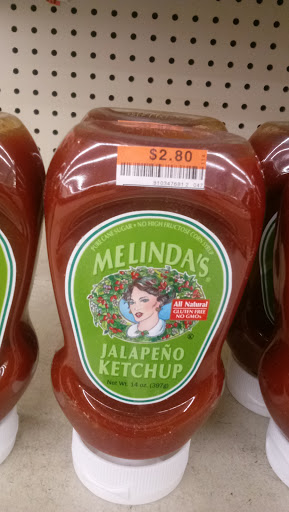 $2.80
PURE CANE SUGAR • NO HIGH FRUCTOSE CORN SYRUP
MELINDA'S
All Natural
GLUTEN FREE
NO GMOs
JALAPEÑO
KETCHUP
Net Wt. 14 oz. (397g)